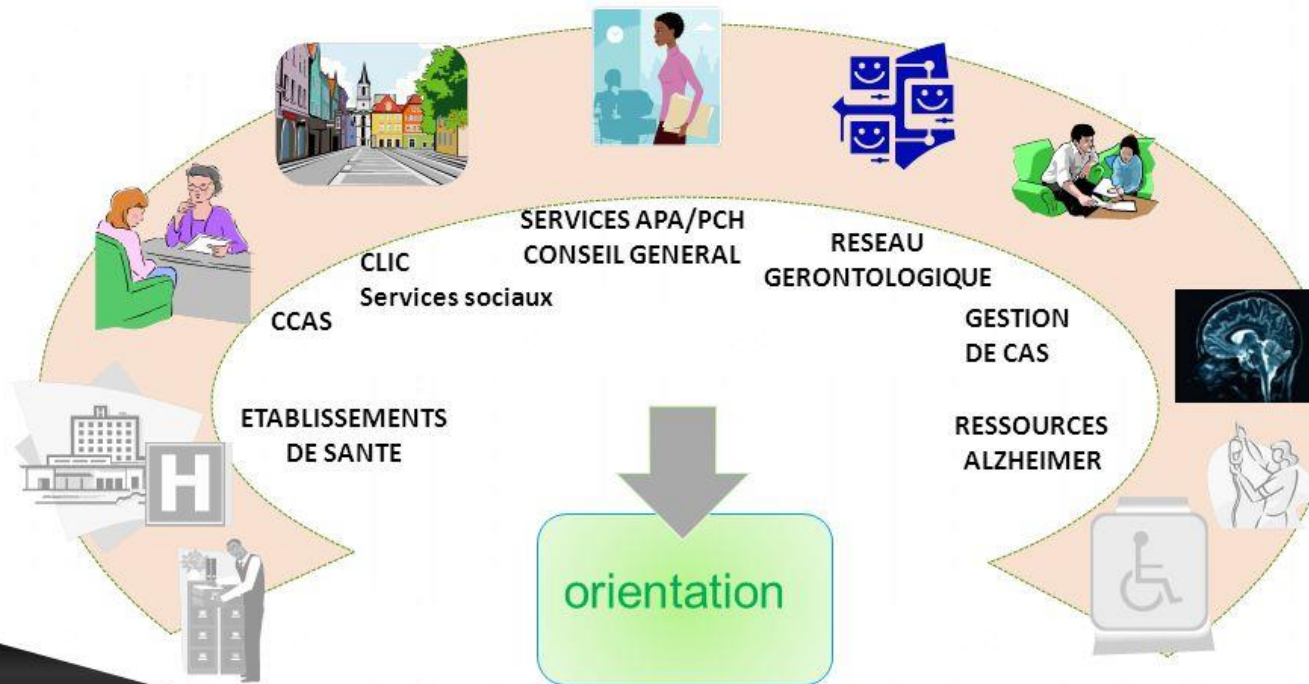 SERVICES APA/PCH
CONSEIL GENERAL
RESEAU
GERONTOLOGIQUE
CLIC
Services sociaux
CCAS
GESTION
DE CAS
ETABLISSEMENTS
DE SANTE
RESSOURCES
ALZHEIMER
H
orientation